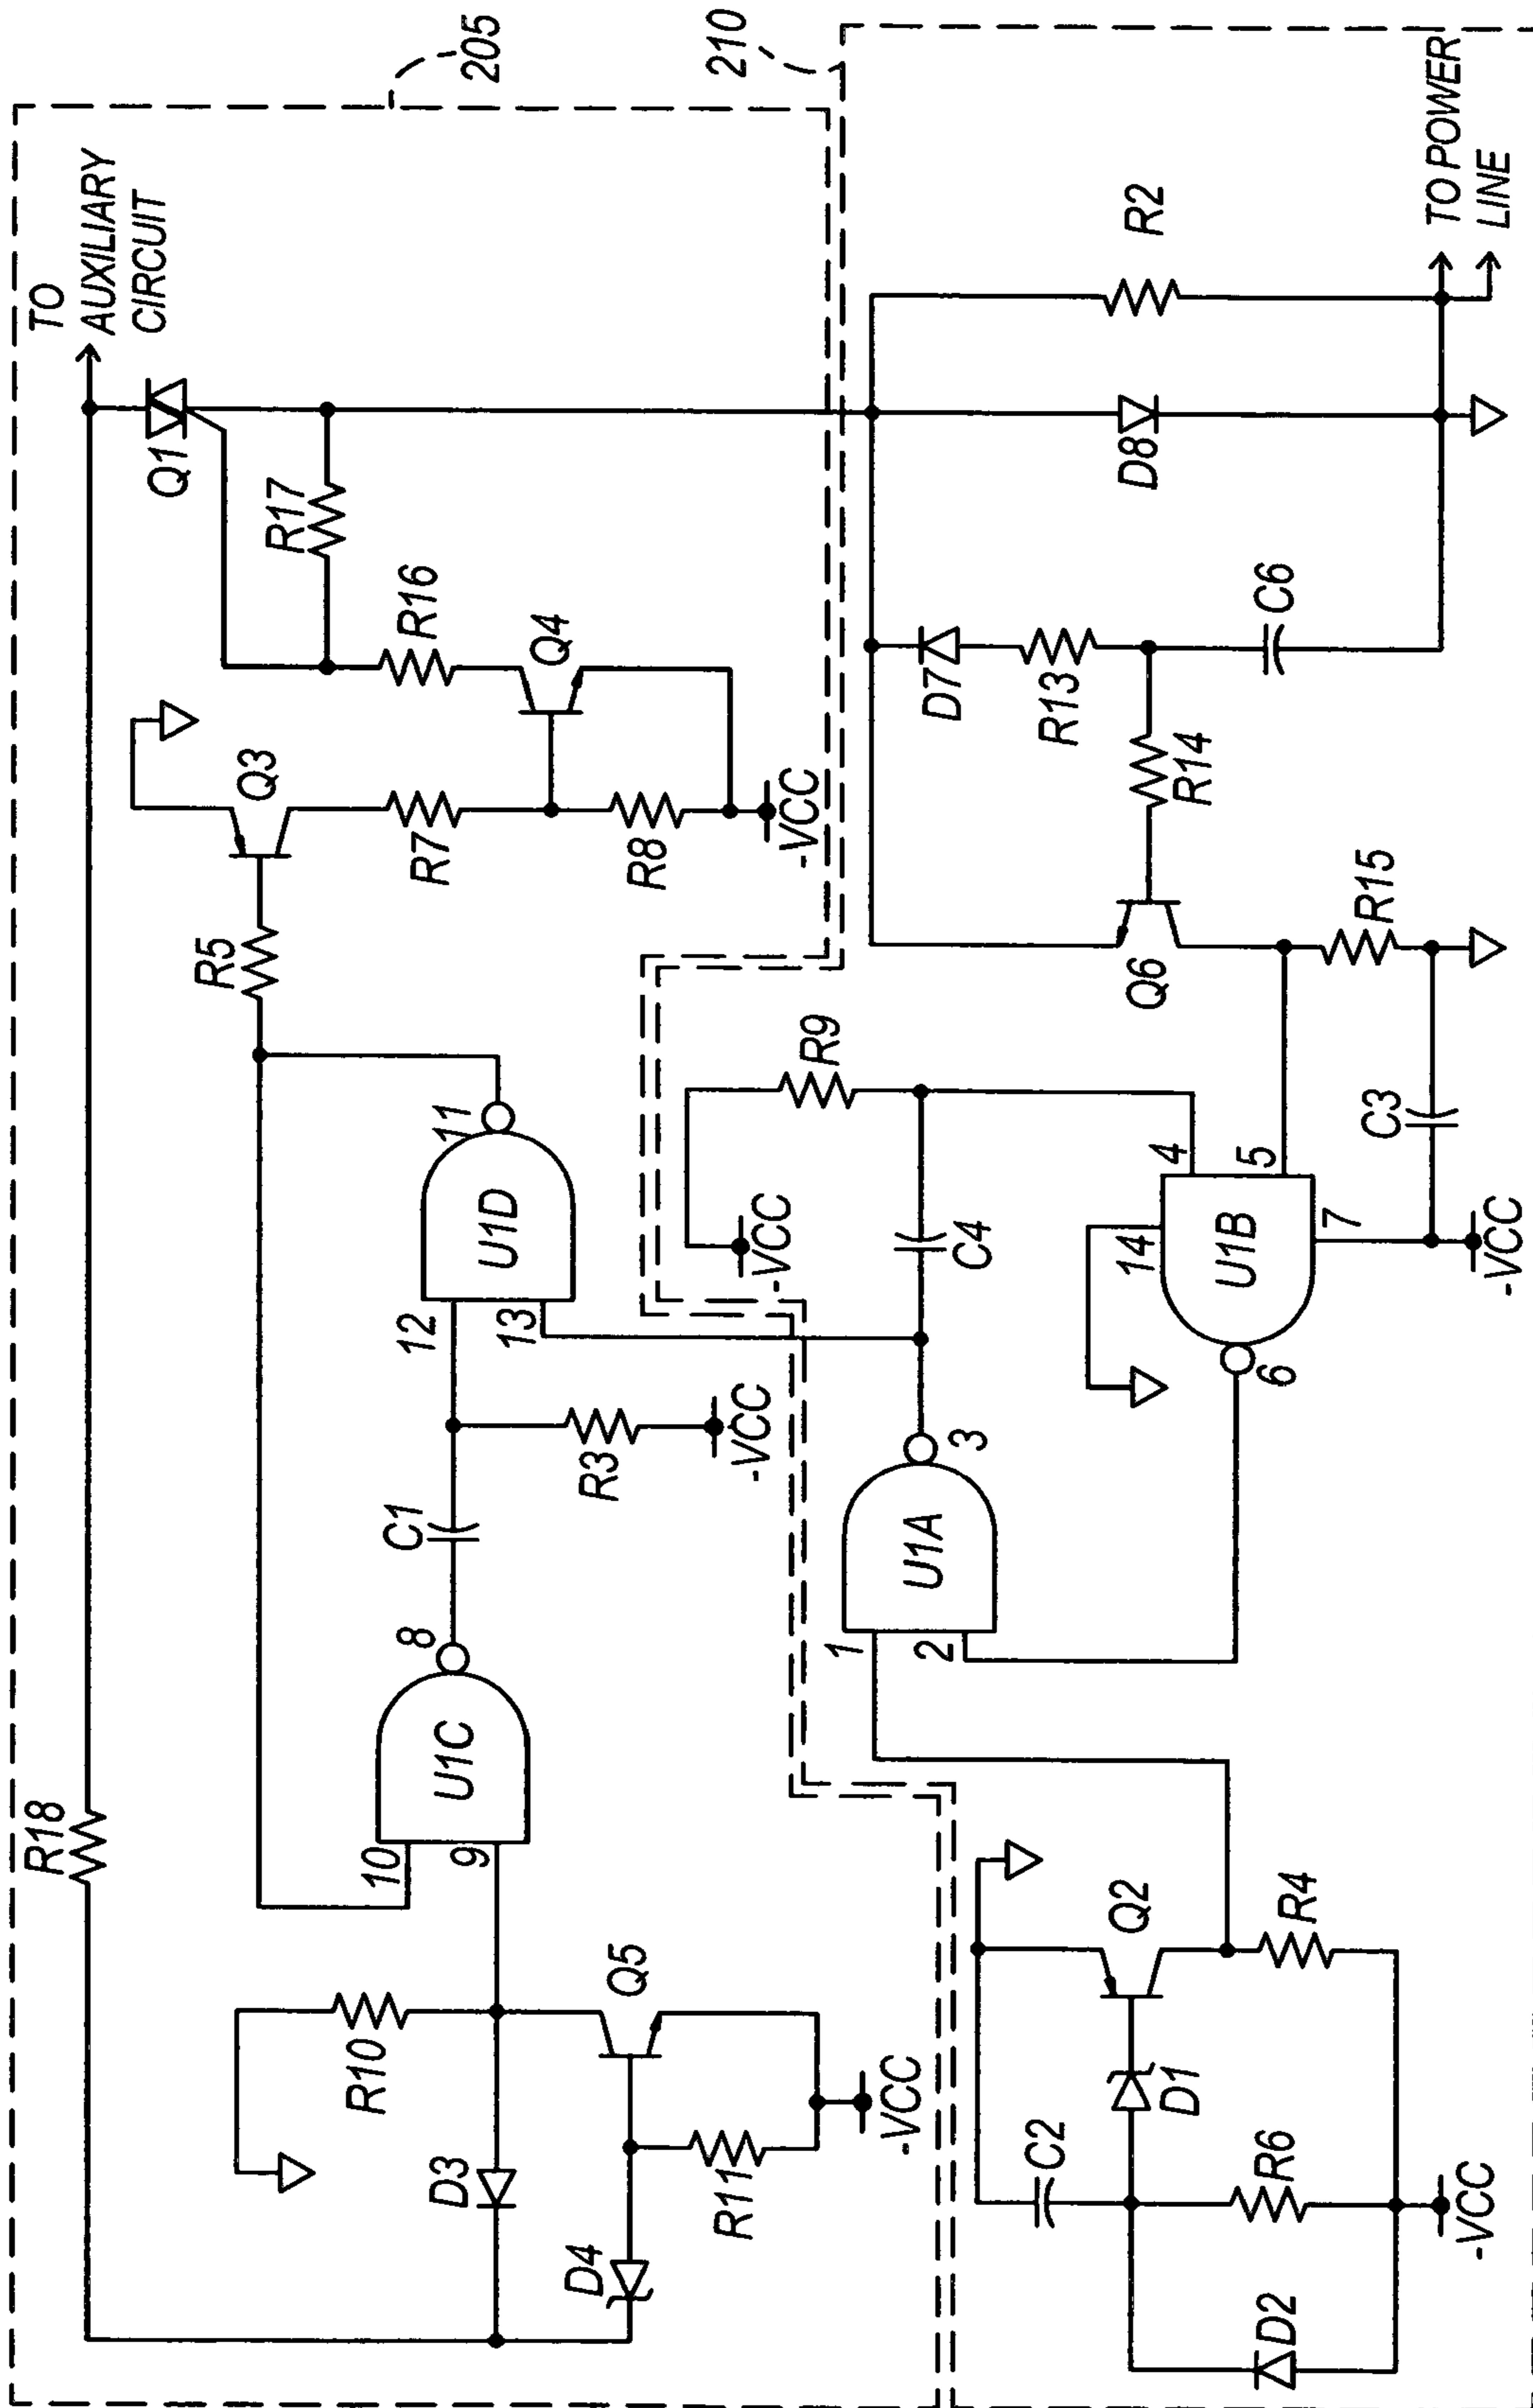 205
210
TO
AUXILIARY
CIRCUIT
R18
Q1
R17
R16
Q4
Q3
R7
R8
-VCC
R5
11
U1D
12
13
C1
R3
-VCC
8
U1C
10
9
R10
Q5
D3
D4
R11
-VCC
R9
-VCC
C4
4
5
14
U1B
7
6
C3
-VCC
3
U1A
1
2
Q6
R15
R14
D7
R13
C6
D8
R2
TO POWER
LINE
Q2
R4
D1
C2
R6
D2
-VCC